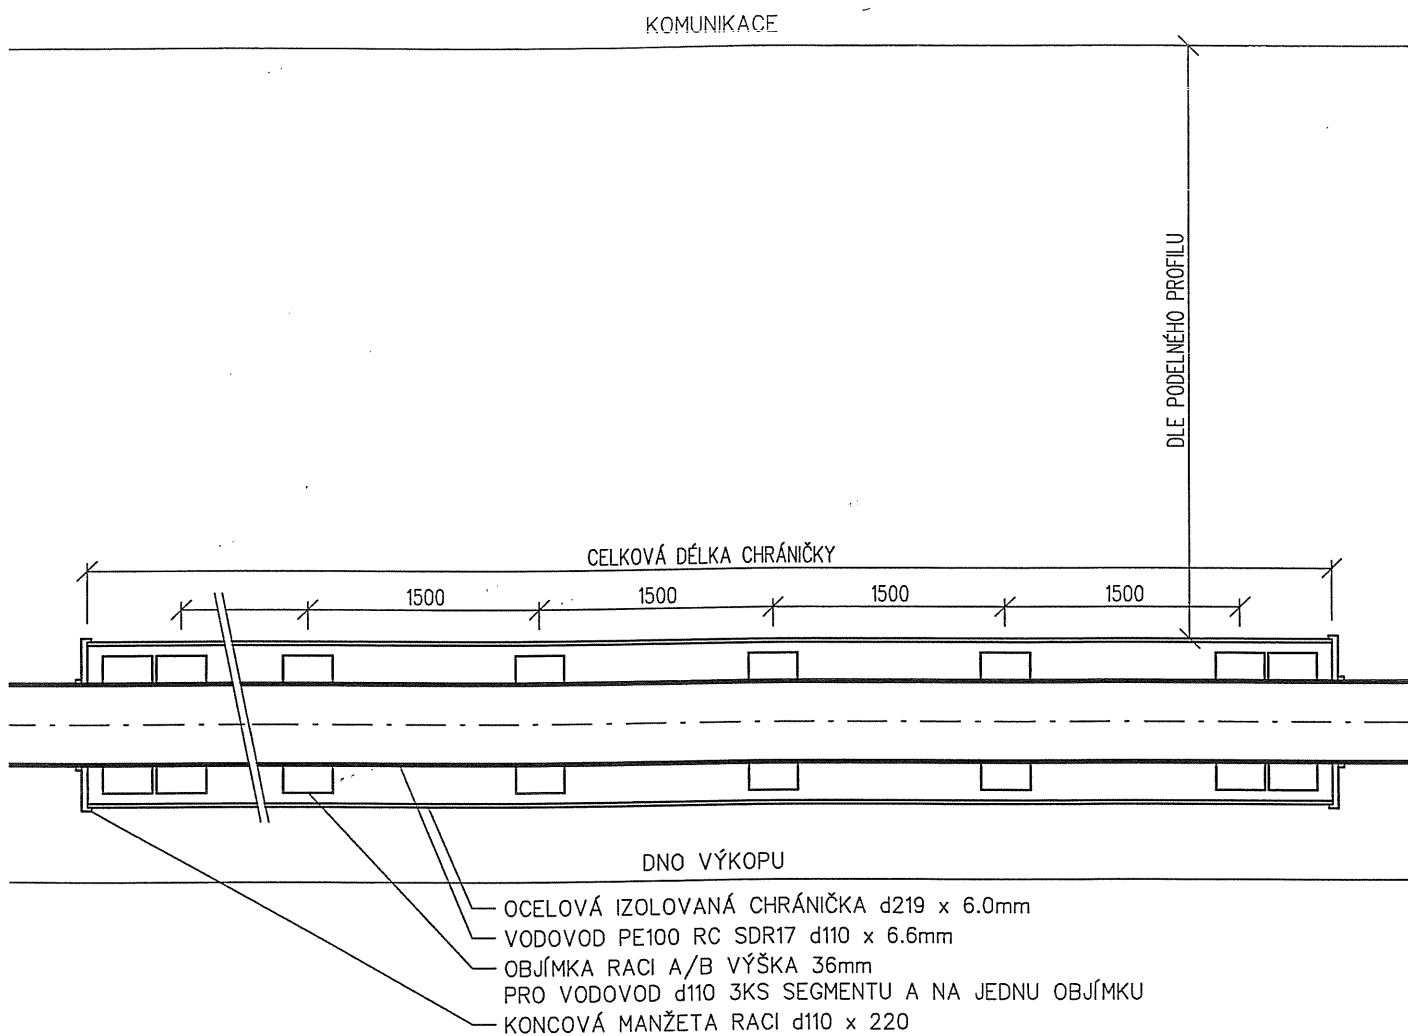 KOMUNIKACE
DLE PODELNÉHO PROFILU
CELKOVÁ DÉLKA CHRÁNIČKY
1500
1500
1500
1500
DNO VÝKOPU
OCELOVÁ IZOLOVANÁ CHRÁNIČKA d219 x 6.0mm
VODOVOD PE100 RC SDR17 d110 x 6.6mm
OBJÍMKA RACI A/B VÝŠKA 36mm
PRO VODOVOD d110 3KS SEGMENTU A NA JEDNU OBJÍMKU
KONCOVÁ MANŽETA RACI d110 x 220